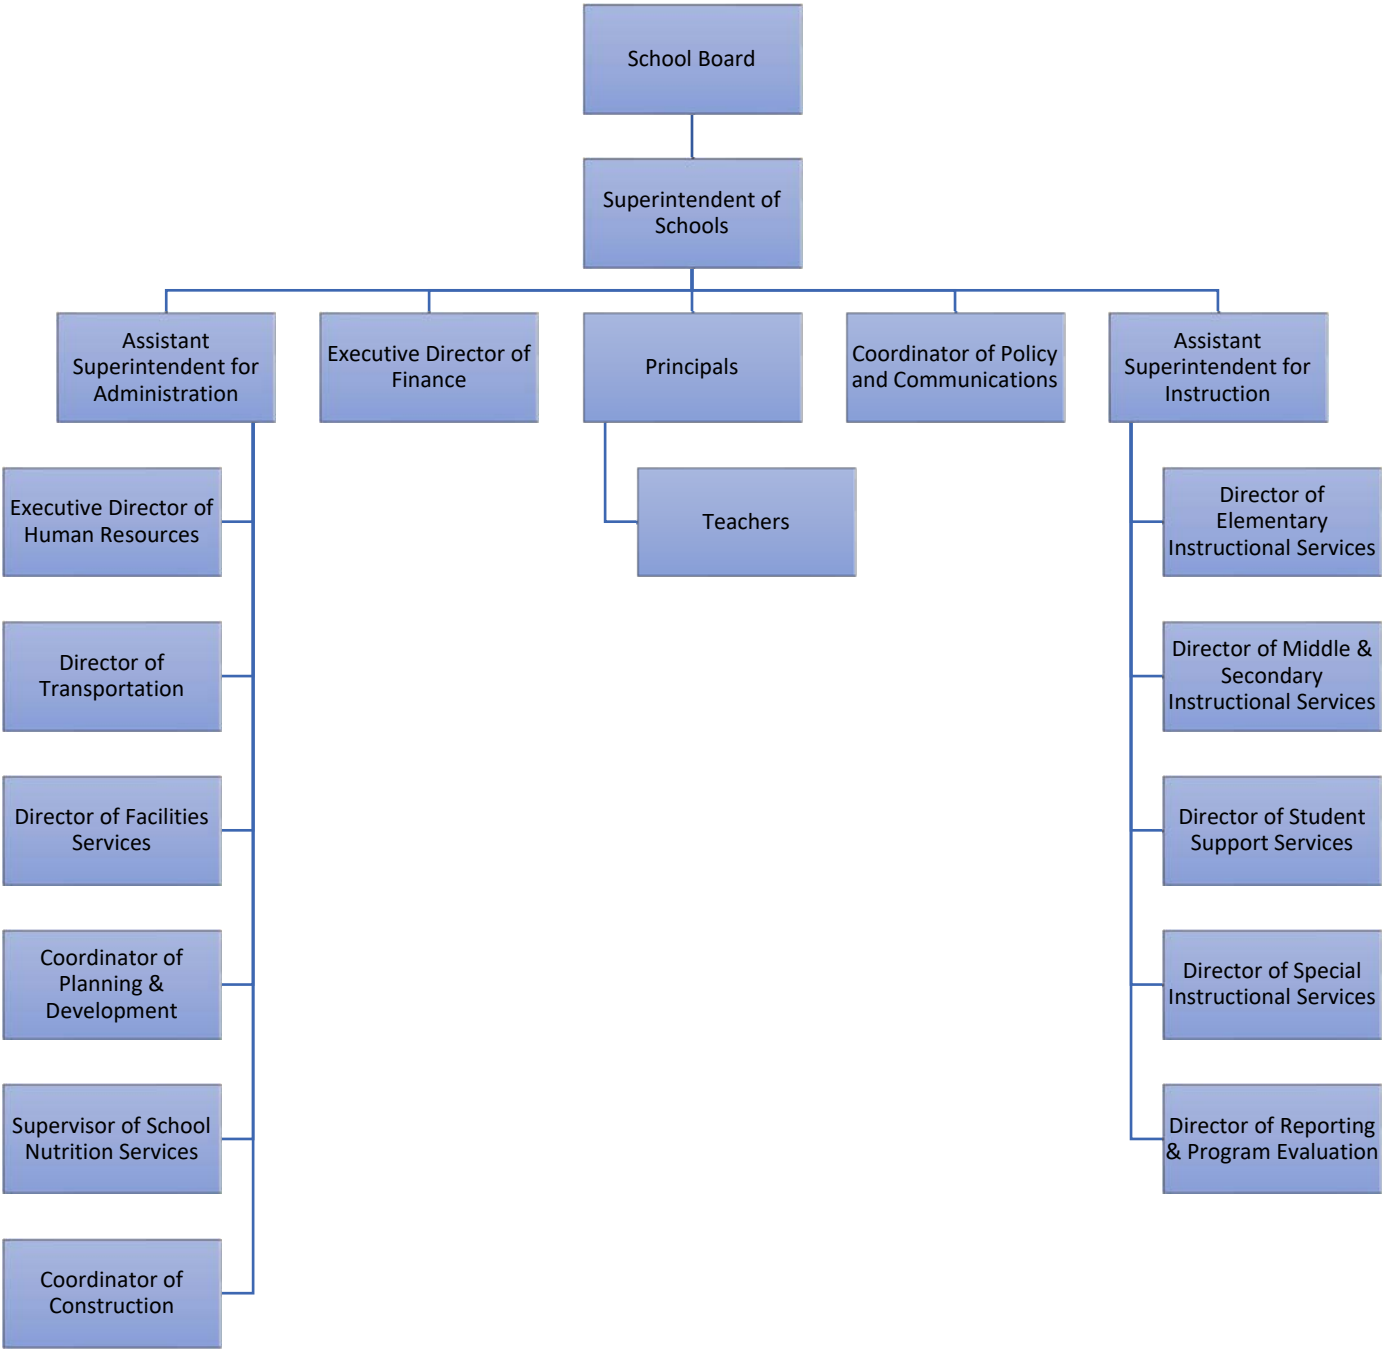 School Board
Superintendent of
Schools
Assistant
Superintendent for
Administration
Executive Director of
Finance
Principals
Coordinator of Policy
and Communications
Assistant
Superintendent for
Instruction
Executive Director of
Human Resources
Director of
Transportation
Director of Facilities
Services
Coordinator of
Planning &
Development
Supervisor of School
Nutrition Services
Coordinator of
Construction
Teachers
Director of
Elementary
Instructional Services
Director of Middle &
Secondary
Instructional Services
Director of Student
Support Services
Director of Special
Instructional Services
Director of Reporting
& Program Evaluation